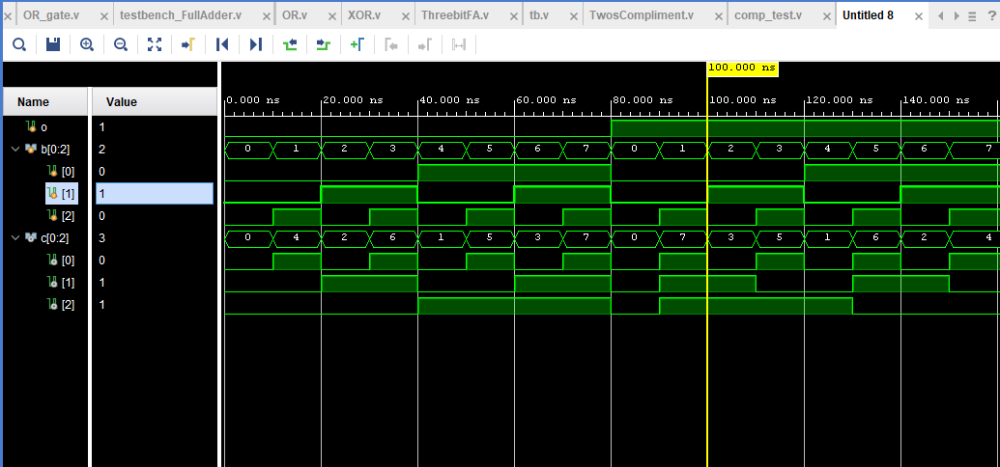 OR_gate.v testbench_FullAdder.v OR.v XOR.v ThreebitFA.v tb.v TwosCompliment.v comp_test.v Untitled 8
100.000 ns
Name Value 0.000 ns 20.000 ns 40.000 ns 60.000 ns 80.000 ns 100.000 ns 120.000 ns 140.000 ns
o 1
b[0:2] 2 0 1 2 3 4 5 6 7 0 1 2 3 4 5 6 7
[0] 0
[1] 1
[2] 0
c[0:2] 3 0 4 2 6 1 5 3 7 0 7 3 5 1 6 2 4
[0] 0
[1] 1
[2] 1